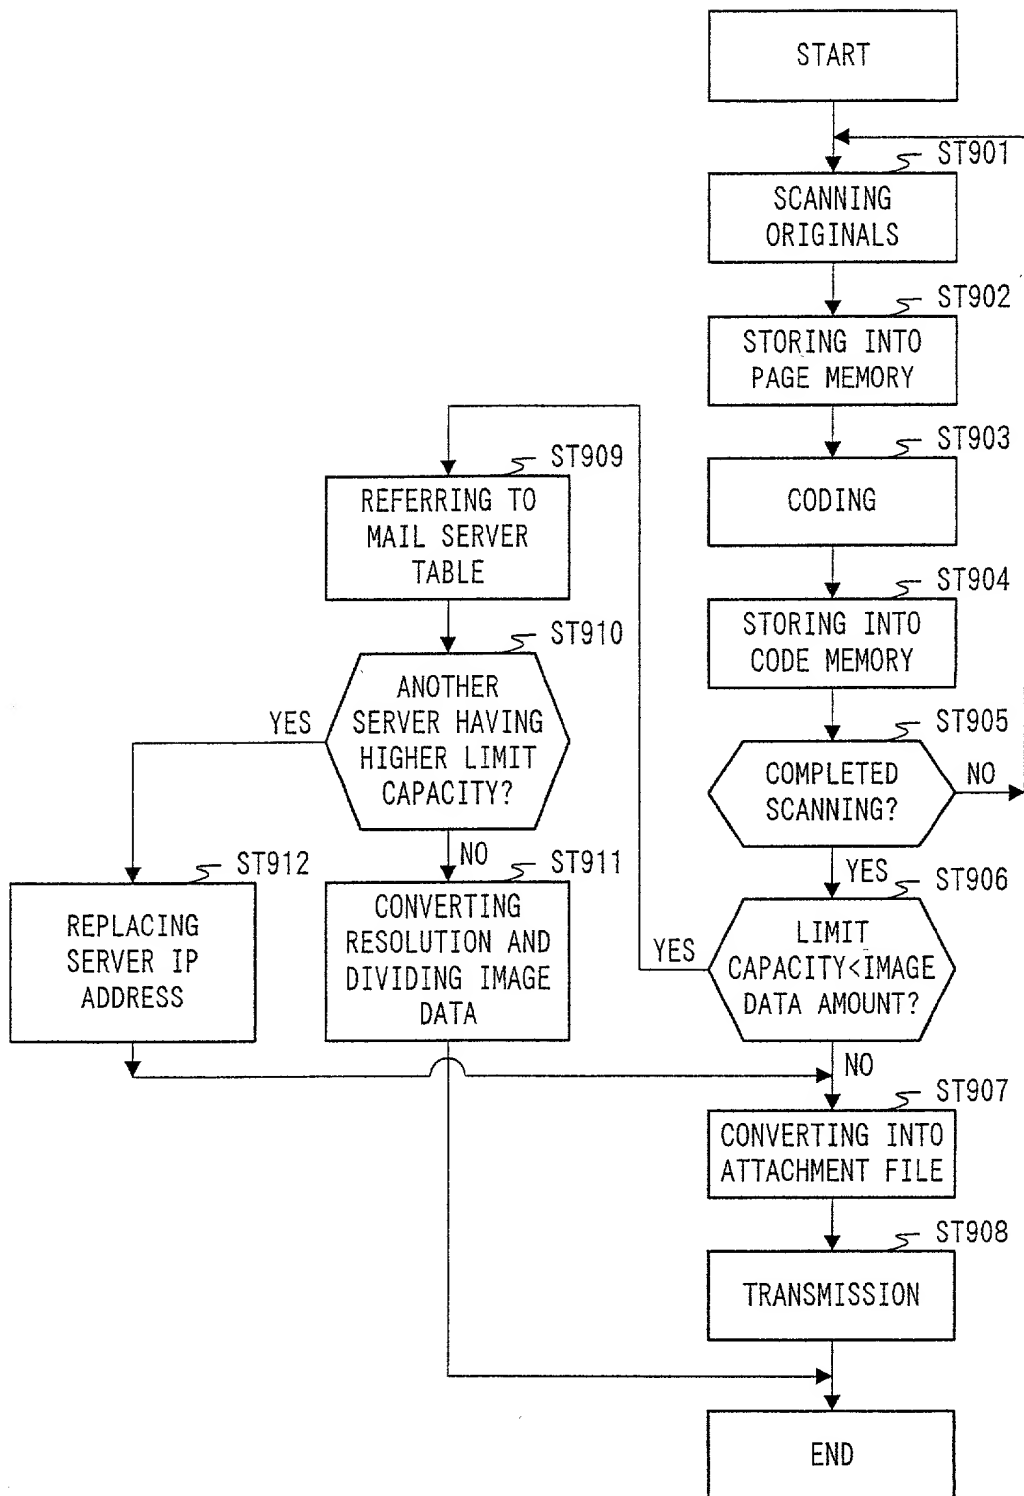 START
ST901
SCANNING
ORIGINALS
ST902
STORING INTO
PAGE MEMORY
ST903
CODING
ST904
STORING INTO
CODE MEMORY
ST905
COMPLETED
SCANNING?
NO
YES
ST906
LIMIT
CAPACITY<IMAGE
DATA AMOUNT?
YES
NO
ST907
CONVERTING INTO
ATTACHMENT FILE
ST908
TRANSMISSION
END
ST909
REFERRING TO
MAIL SERVER
TABLE
ST910
ANOTHER
SERVER HAVING
HIGHER LIMIT
CAPACITY?
YES
NO
ST911
CONVERTING
RESOLUTION AND
DIVIDING IMAGE
DATA
ST912
REPLACING
SERVER IP
ADDRESS